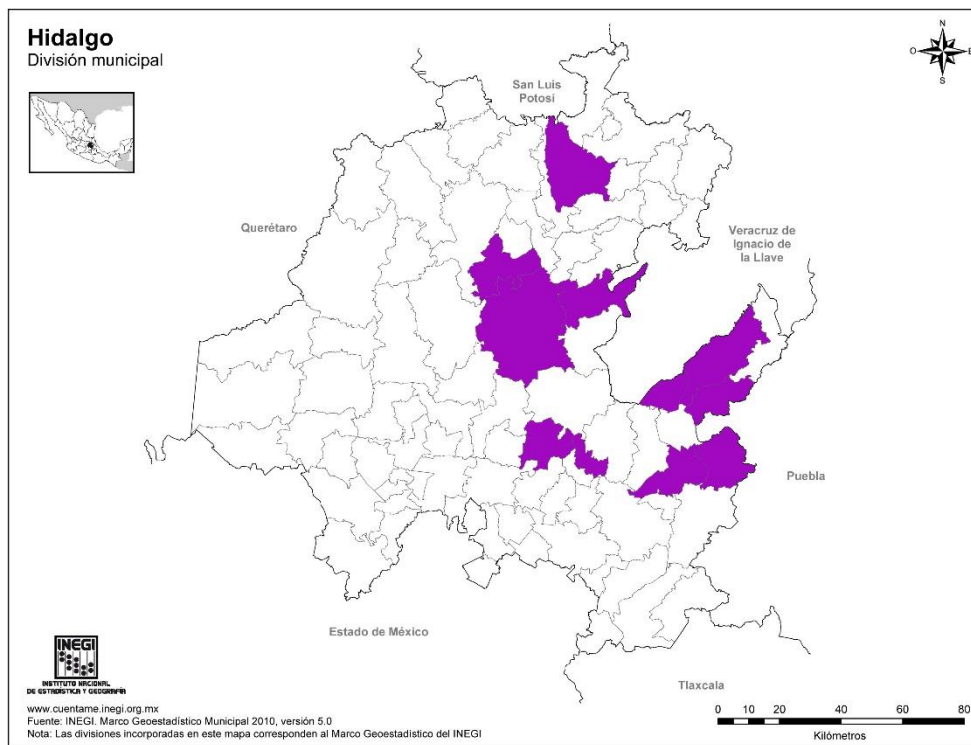 Hidalgo
División municipal
N
O
E
S
San Luis
Potosí
Querétaro
Veracruz de
Ignacio de
la Llave
Puebla
Estado de México
Tlaxcala
INEGI
INSTITUTO NACIONAL
DE ESTADÍSTICA Y GEOGRAFÍA
www.cuentame.inegi.org.mx
Fuente: INEGI. Marco Geoestadístico Municipal 2010, versión 5.0
Nota: Las divisiones incorporadas en este mapa corresponden al Marco Geoestadístico del INEGI
0 10 20 40 60 80
Kilómetros